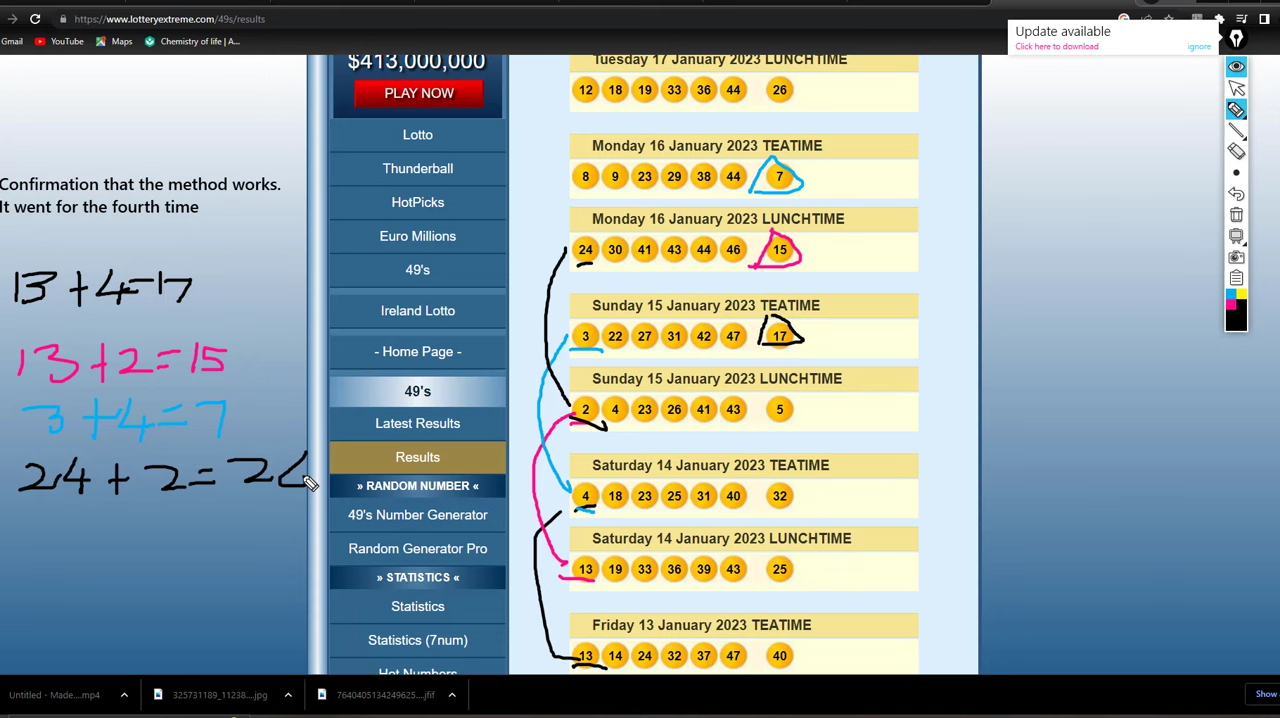 https://www.lotteryextreme.com/49s/results
Gmail
YouTube
Maps
Chemistry of life | A...
Update available
Click here to download
ignore
$413,000,000
PLAY NOW
Lotto
Thunderball
HotPicks
Euro Millions
49's
Ireland Lotto
- Home Page -
49's
Latest Results
Results
» RANDOM NUMBER «
49's Number Generator
Random Generator Pro
» STATISTICS «
Statistics
Statistics (7num)
Hot Numbers
Confirmation that the method works.
It went for the fourth time
13+4=17
13+2=15
3+4=7
24+2=2
Tuesday 17 January 2023 LUNCHTIME
12 18 19 33 36 44 26
Monday 16 January 2023 TEATIME
8 9 23 29 38 44 7
Monday 16 January 2023 LUNCHTIME
24 30 41 43 44 46 15
Sunday 15 January 2023 TEATIME
3 22 27 31 42 47 17
Sunday 15 January 2023 LUNCHTIME
2 4 23 26 41 43 5
Saturday 14 January 2023 TEATIME
4 18 23 25 31 40 32
Saturday 14 January 2023 LUNCHTIME
13 19 33 36 39 43 25
Friday 13 January 2023 TEATIME
13 14 24 32 37 47 40
Untitled - Made....mp4
325731189_11238....jpg
7640405134249625....jfif
Show